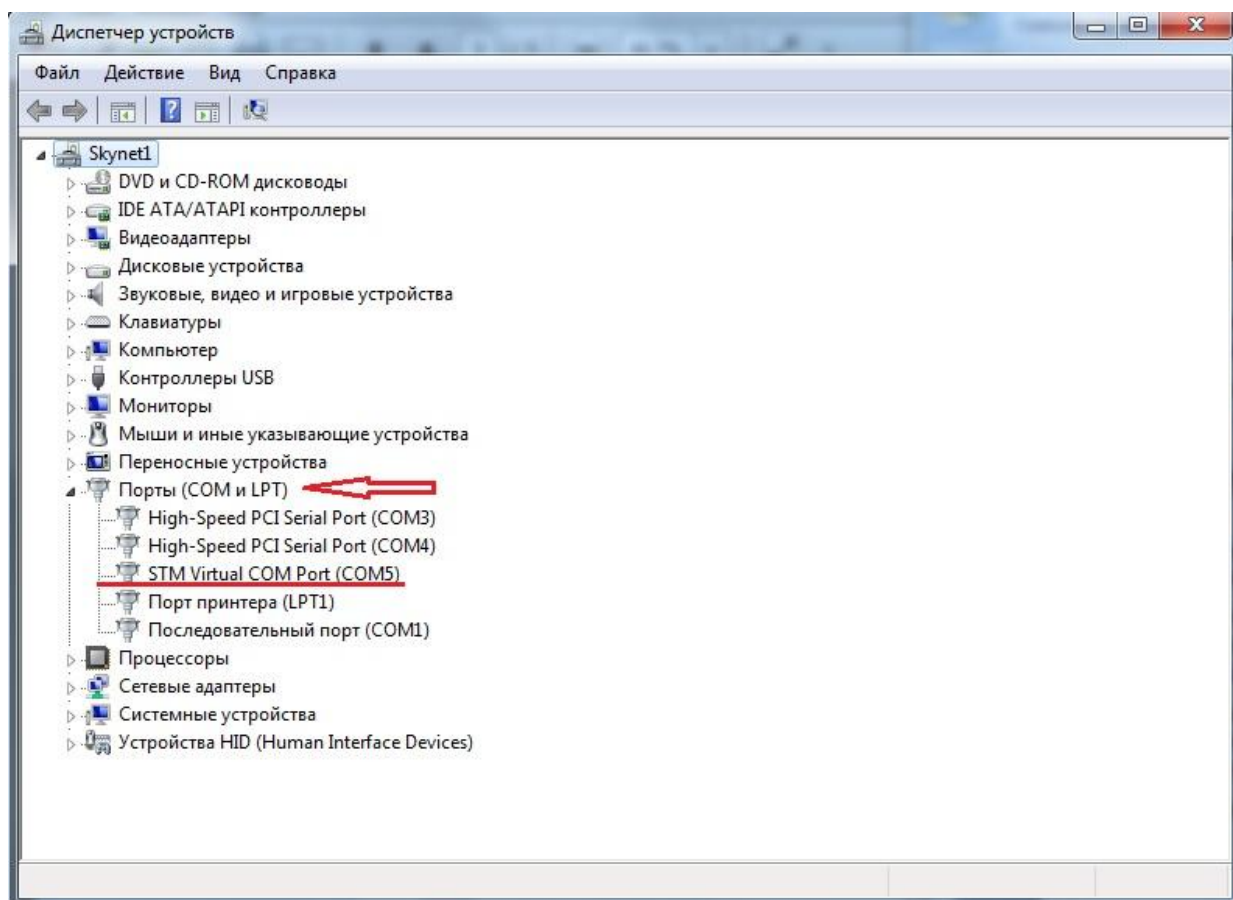 Диспетчер устройств
Файл Действие Вид Справка
Skynet1
DVD и CD-ROM дисководы
IDE ATA/ATAPI контроллеры
Видеоадаптеры
Дисковые устройства
Звуковые, видео и игровые устройства
Клавиатуры
Компьютер
Контроллеры USB
Мониторы
Мыши и иные указывающие устройства
Переносные устройства
Порты (COM и LPT)
High-Speed PCI Serial Port (COM3)
High-Speed PCI Serial Port (COM4)
STM Virtual COM Port (COM5)
Порт принтера (LPT1)
Последовательный порт (COM1)
Процессоры
Сетевые адаптеры
Системные устройства
Устройства HID (Human Interface Devices)